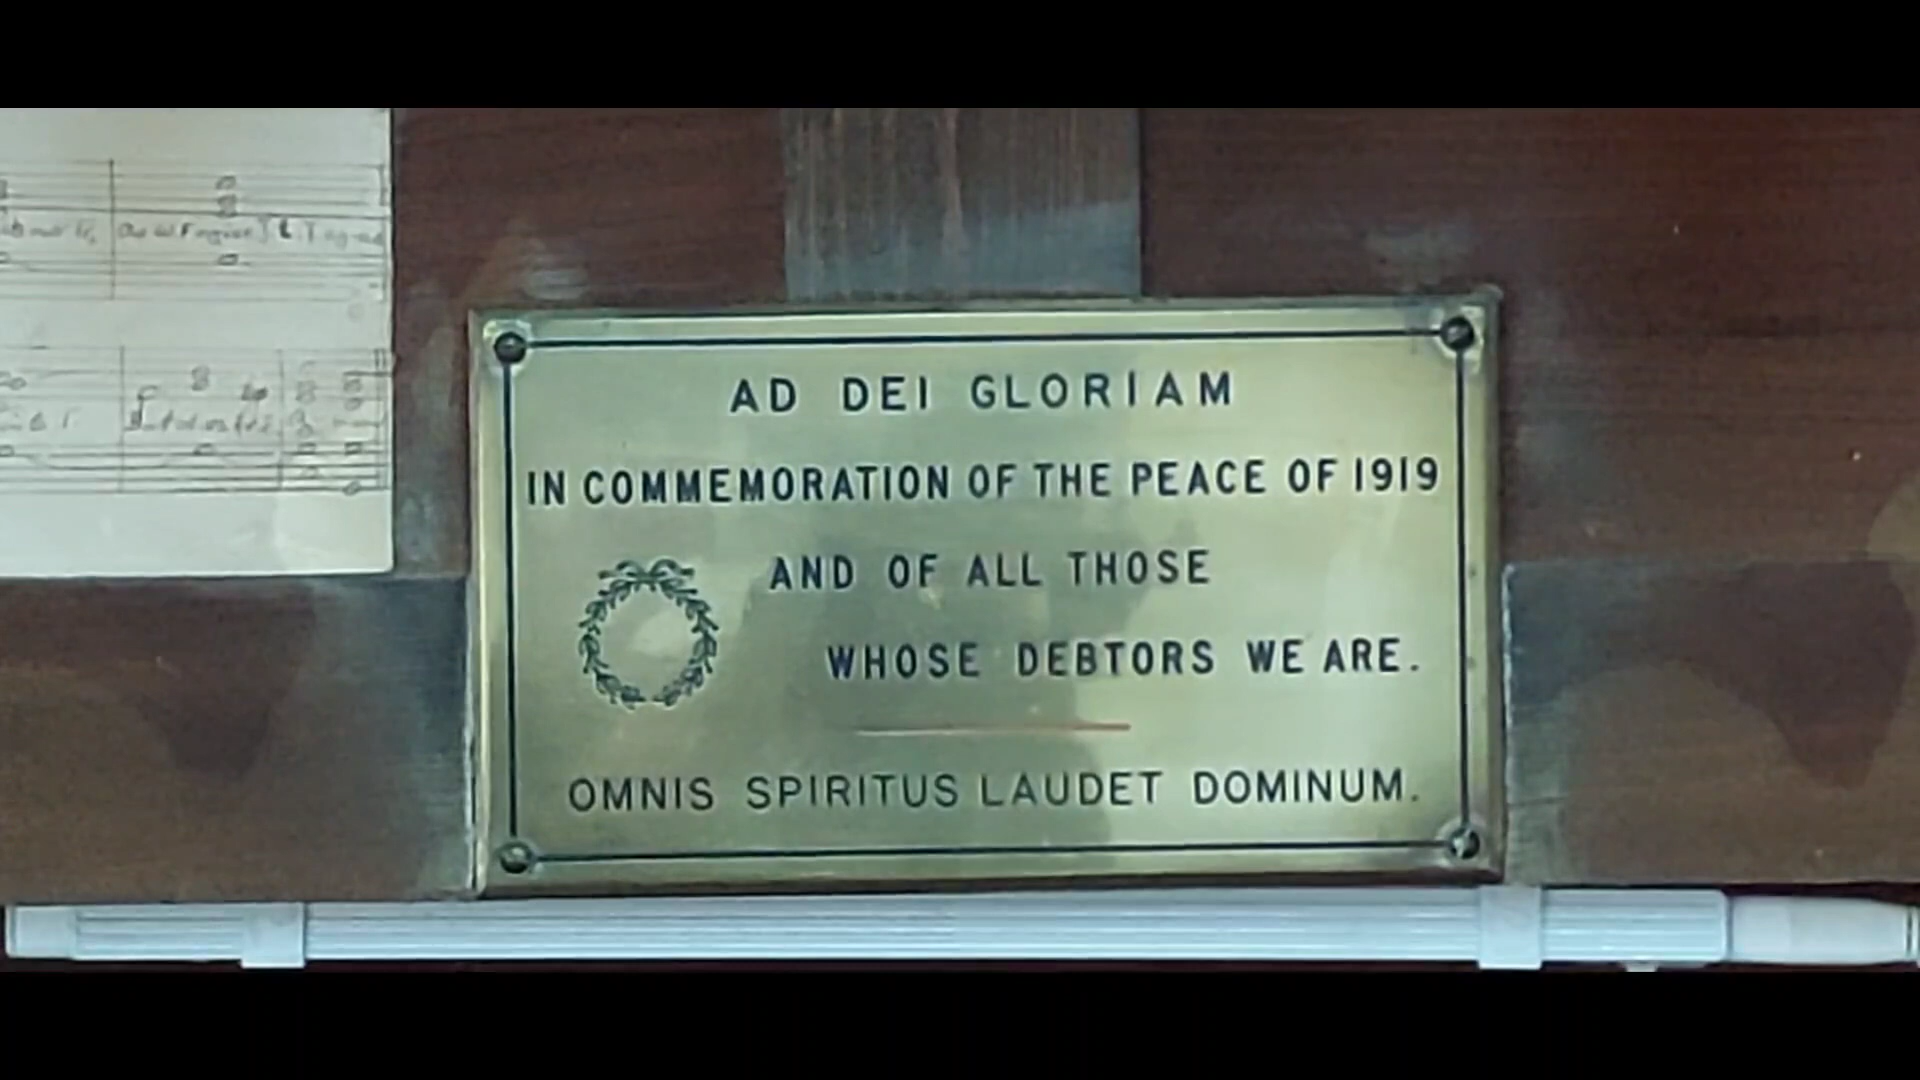 AD DEI GLORIAM
IN COMMEMORATION OF THE PEACE OF 1919
AND OF ALL THOSE
WHOSE DEBTORS WE ARE.
OMNIS SPIRITUS LAUDET DOMINUM.